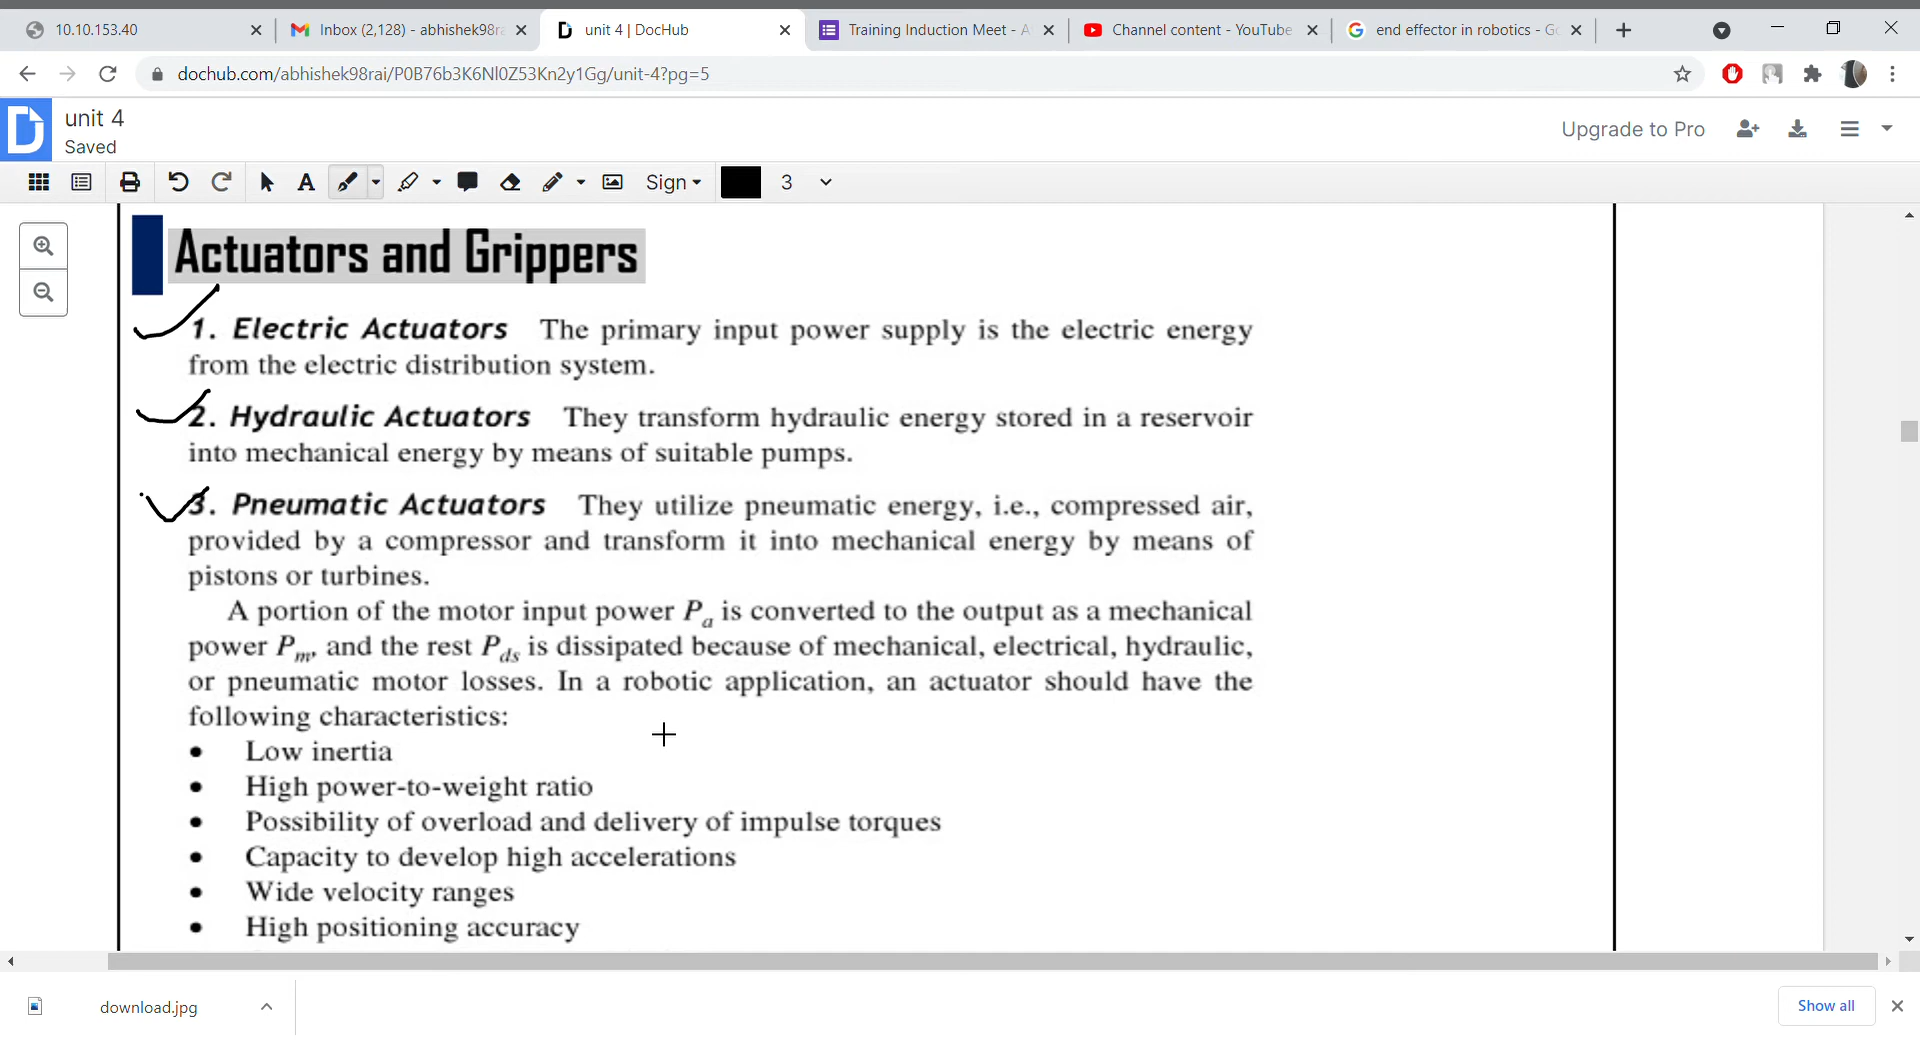 10.10.153.40
Inbox (2,128) - abhishek98r
unit 4 | DocHub
Training Induction Meet - A
Channel content - YouTube
end effector in robotics - Go
dochub.com/abhishek98rai/P0B76b3K6Nl0Z53Kn2y1Gg/unit-4?pg=5
unit 4
Saved
Upgrade to Pro
A
Sign
3
Actuators and Grippers
1. Electric Actuators The primary input power supply is the electric energy
from the electric distribution system.
2. Hydraulic Actuators They transform hydraulic energy stored in a reservoir
into mechanical energy by means of suitable pumps.
3. Pneumatic Actuators They utilize pneumatic energy, i.e., compressed air,
provided by a compressor and transform it into mechanical energy by means of
pistons or turbines.
A portion of the motor input power Pa is converted to the output as a mechanical
power Pm, and the rest Pds is dissipated because of mechanical, electrical, hydraulic,
or pneumatic motor losses. In a robotic application, an actuator should have the
following characteristics:
• Low inertia
• High power-to-weight ratio
• Possibility of overload and delivery of impulse torques
• Capacity to develop high accelerations
• Wide velocity ranges
• High positioning accuracy
download.jpg
Show all